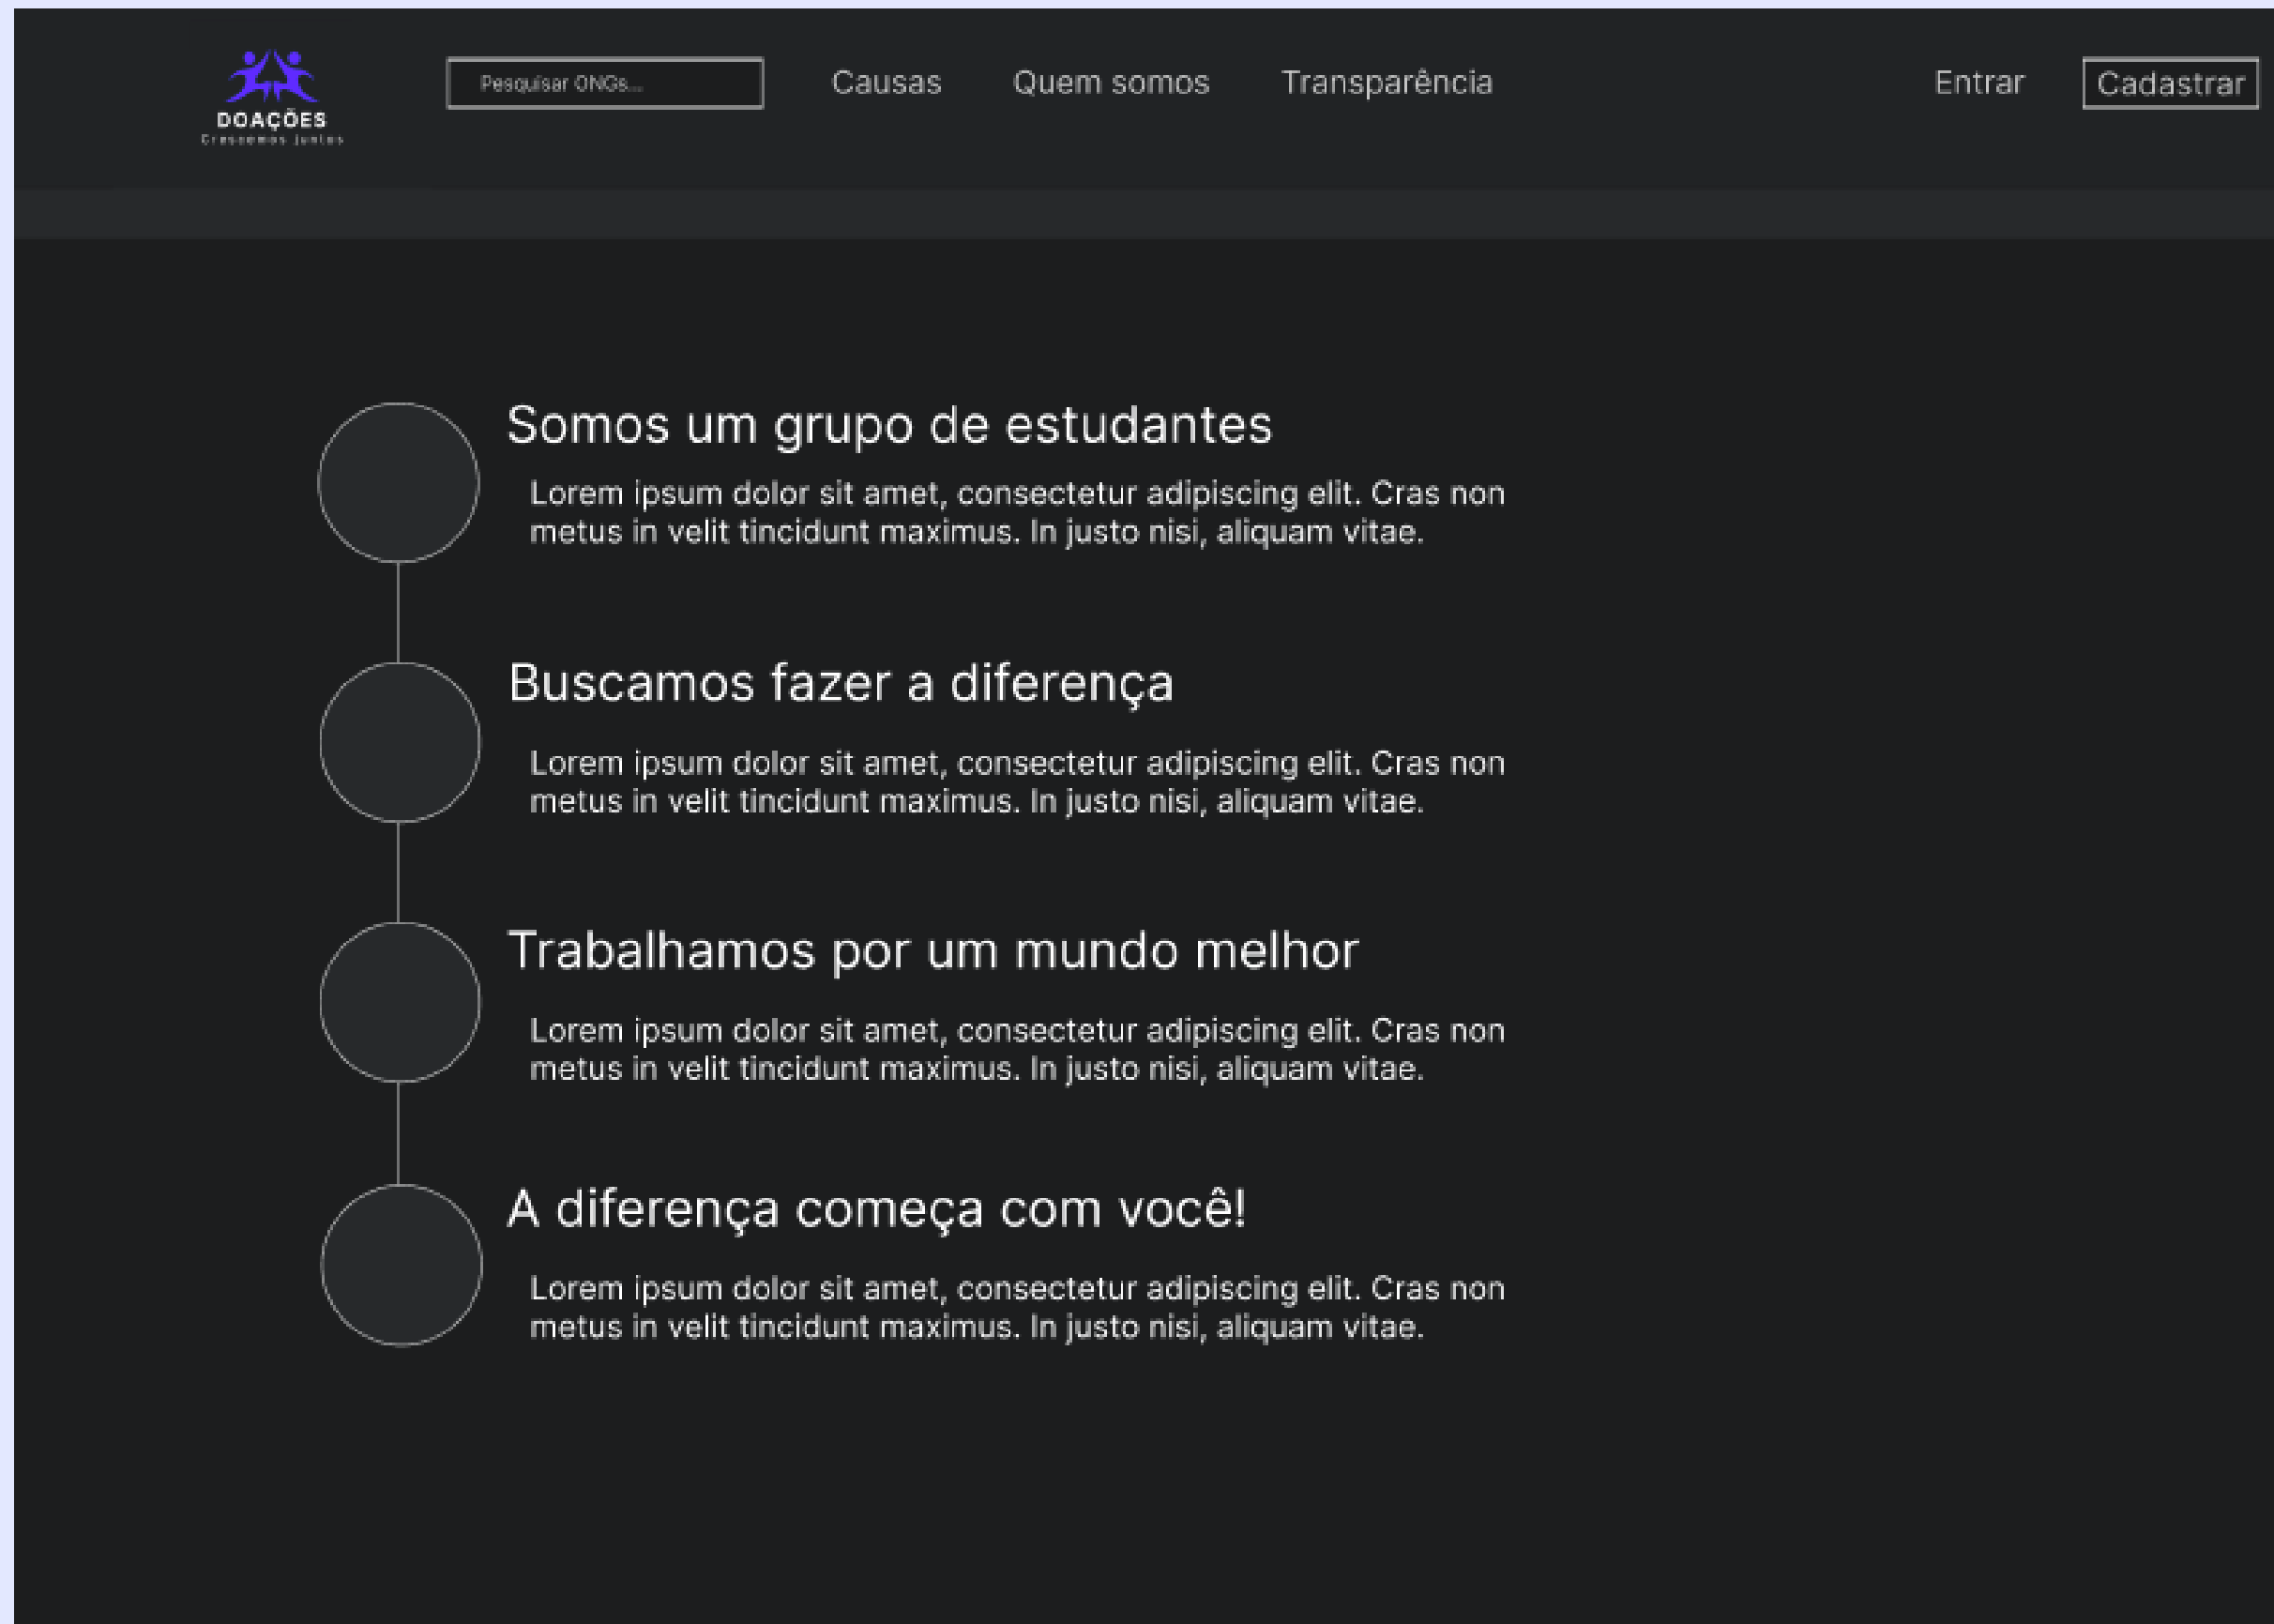 DOAÇÕES
Crescemos juntos
Pesquisar ONGs...
Causas
Quem somos
Transparência
Entrar
Cadastrar
Somos um grupo de estudantes
Lorem ipsum dolor sit amet, consectetur adipiscing elit. Cras non
metus in velit tincidunt maximus. In justo nisi, aliquam vitae.
Buscamos fazer a diferença
Lorem ipsum dolor sit amet, consectetur adipiscing elit. Cras non
metus in velit tincidunt maximus. In justo nisi, aliquam vitae.
Trabalhamos por um mundo melhor
Lorem ipsum dolor sit amet, consectetur adipiscing elit. Cras non
metus in velit tincidunt maximus. In justo nisi, aliquam vitae.
A diferença começa com você!
Lorem ipsum dolor sit amet, consectetur adipiscing elit. Cras non
metus in velit tincidunt maximus. In justo nisi, aliquam vitae.